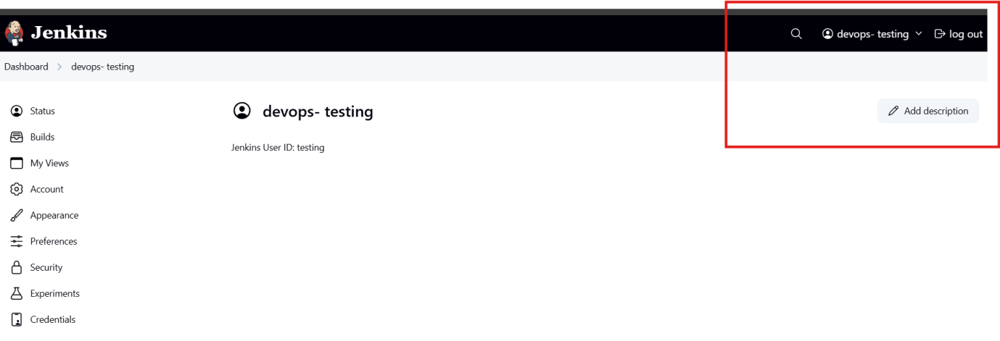 Jenkins
devops- testing
log out
Dashboard > devops- testing
Status
Builds
My Views
Account
Appearance
Preferences
Security
Experiments
Credentials
devops- testing
Add description
Jenkins User ID: testing